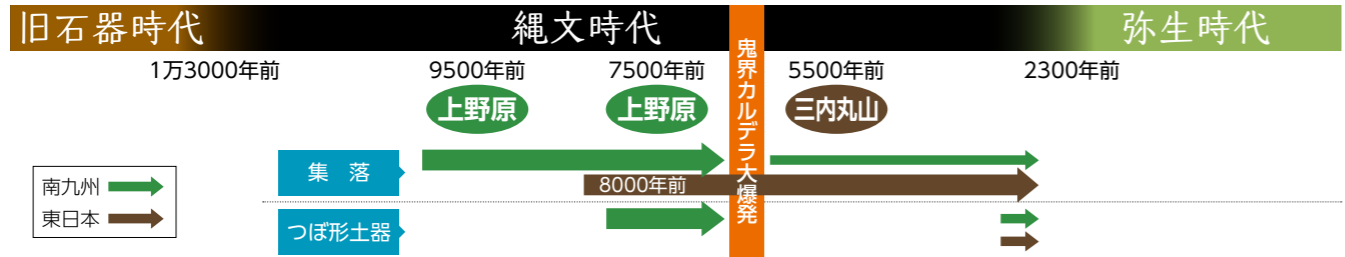 旧石器時代
縄文時代
弥生時代
鬼界カルデラ大爆発
1万3000年前
9500年前
7500年前
5500年前
2300年前
上野原
上野原
三内丸山
集 落
8000年前
南九州
東日本
つぼ形土器